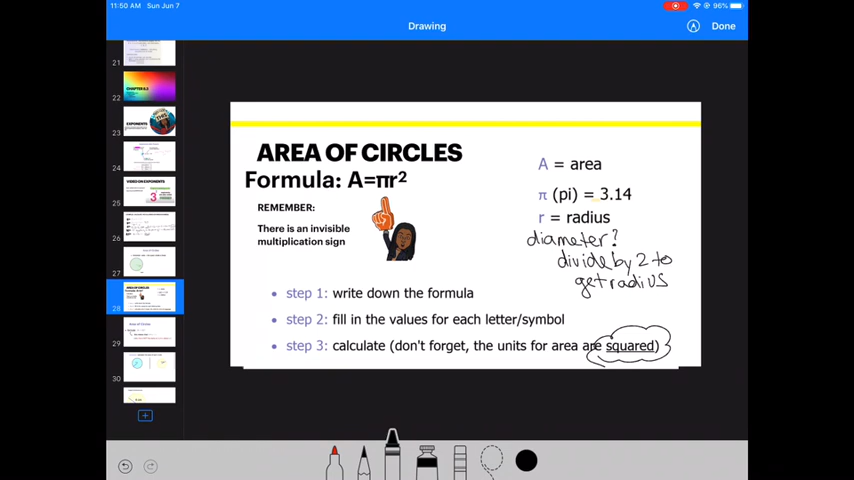 11:50 AM Sun Jun 7
96%
Drawing
Done
21
22
23
EXPONENTS
24
25
26
27
28
29
30
AREA OF CIRCLES
Formula: A=πr²
REMEMBER:
There is an invisible
multiplication sign
A = area
π (pi) = 3.14
r = radius
diameter?
divide by 2 to
get radius
• step 1: write down the formula
• step 2: fill in the values for each letter/symbol
• step 3: calculate (don't forget, the units for area are squared)